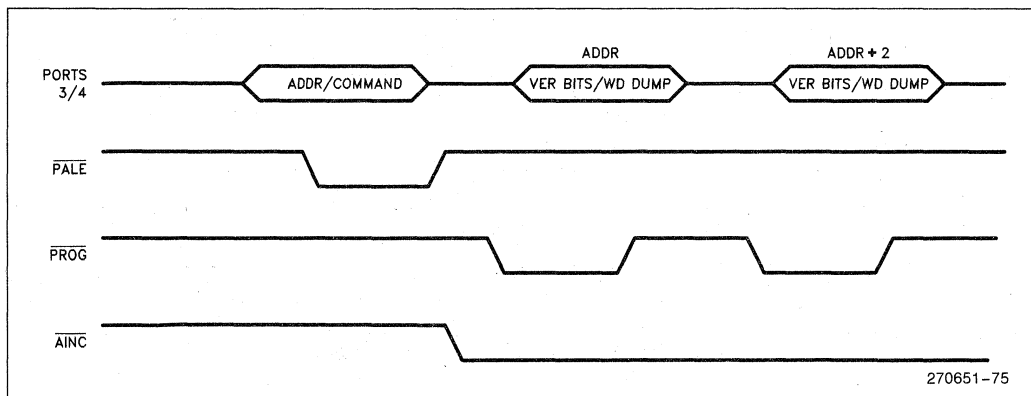 PORTS
3/4
ADDR/COMMAND
ADDR
VER BITS/WD DUMP
ADDR + 2
VER BITS/WD DUMP
PALE
PROG
AINC
270651-75